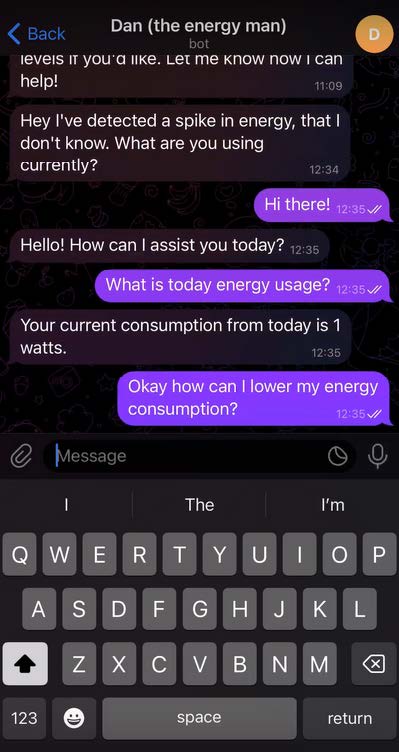 Back
Dan (the energy man)
bot
D
levels if you'd like. Let me know how I can
help!
11:09
Hey I've detected a spike in energy, that I
don't know. What are you using
currently?
12:34
Hi there! 12:35
Hello! How can I assist you today? 12:35
What is today energy usage? 12:35
Your current consumption from today is 1
watts.
12:35
Okay how can I lower my energy
consumption?
12:35
Message
I The I'm
Q W E R T Y U I O P
A S D F G H J K L
Z X C V B N M
123 space return